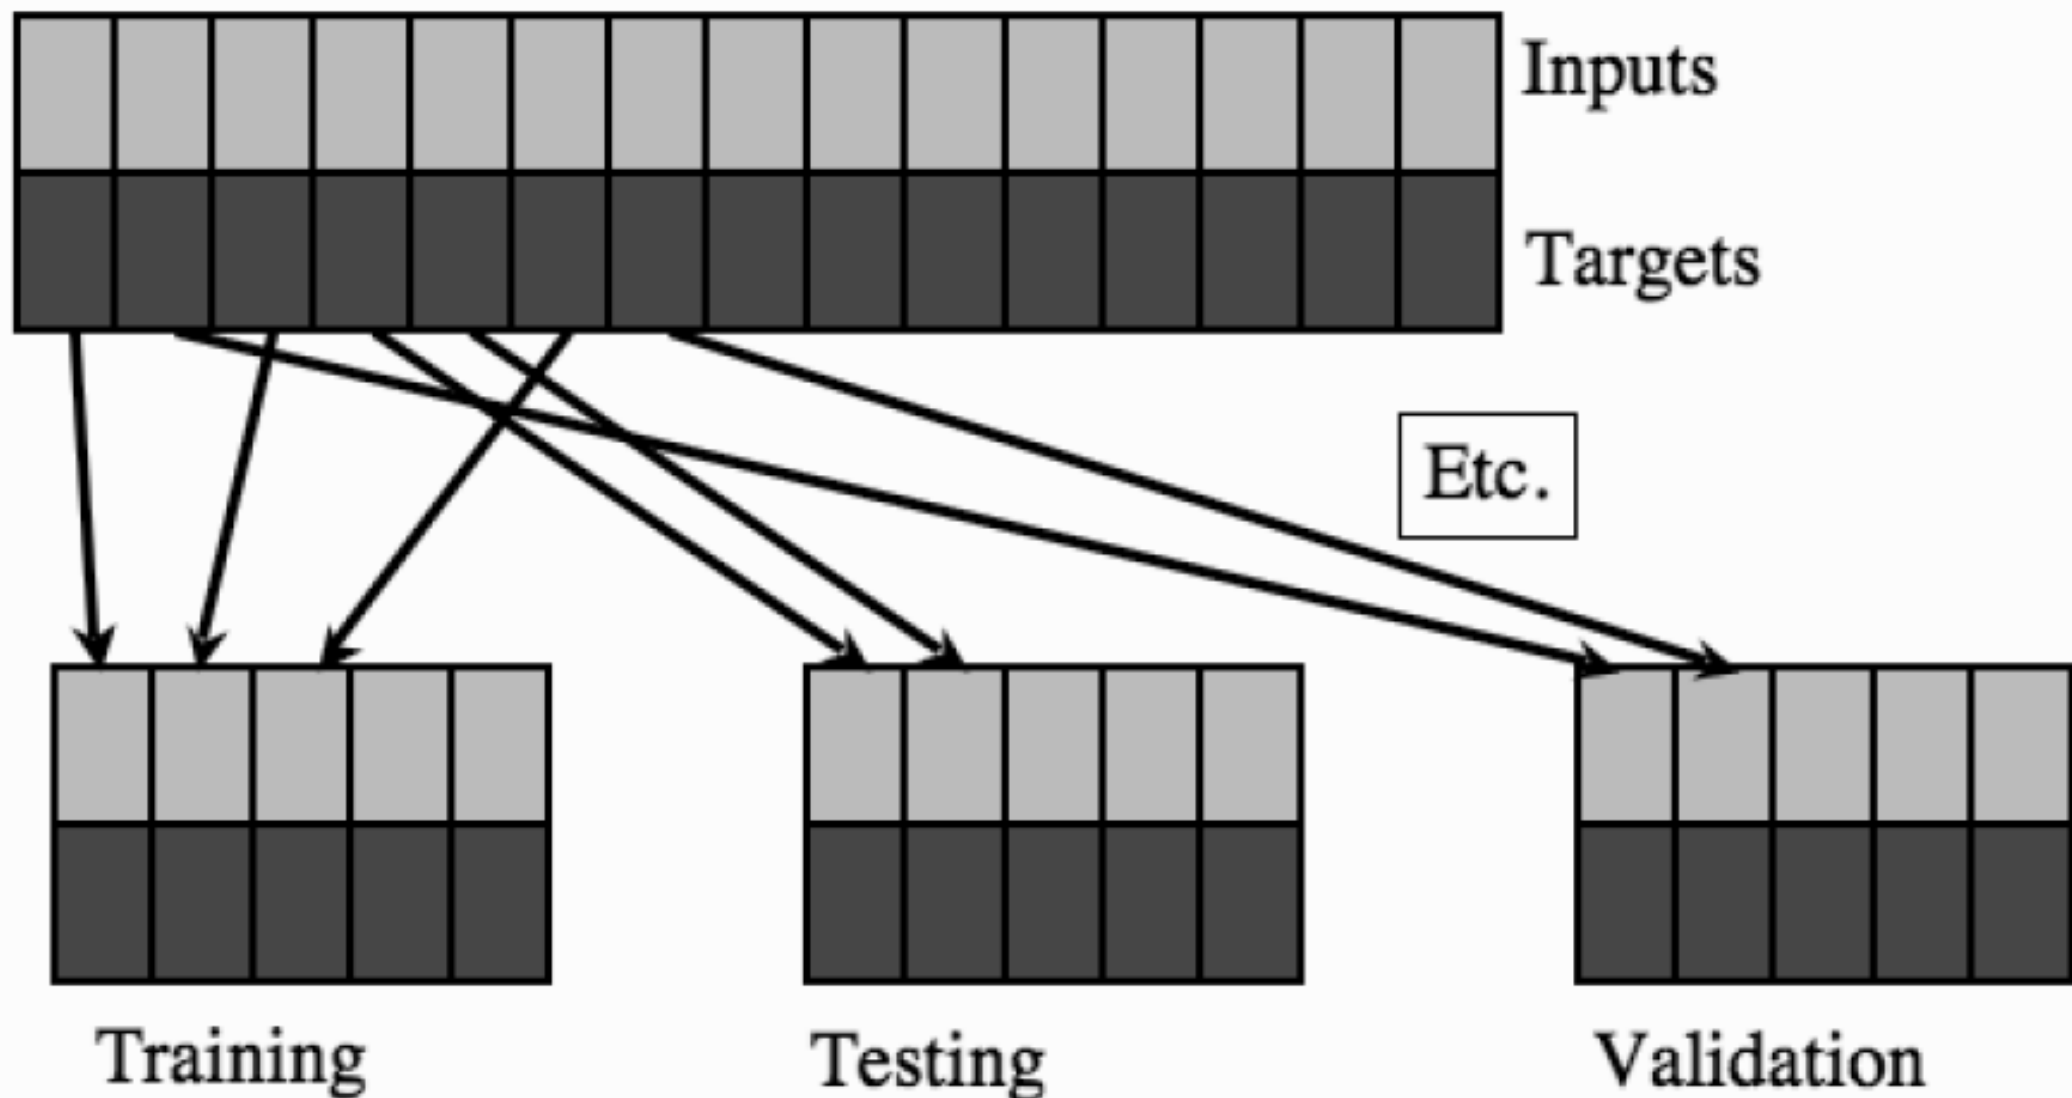 Inputs
Targets
Etc.
Training
Testing
Validation